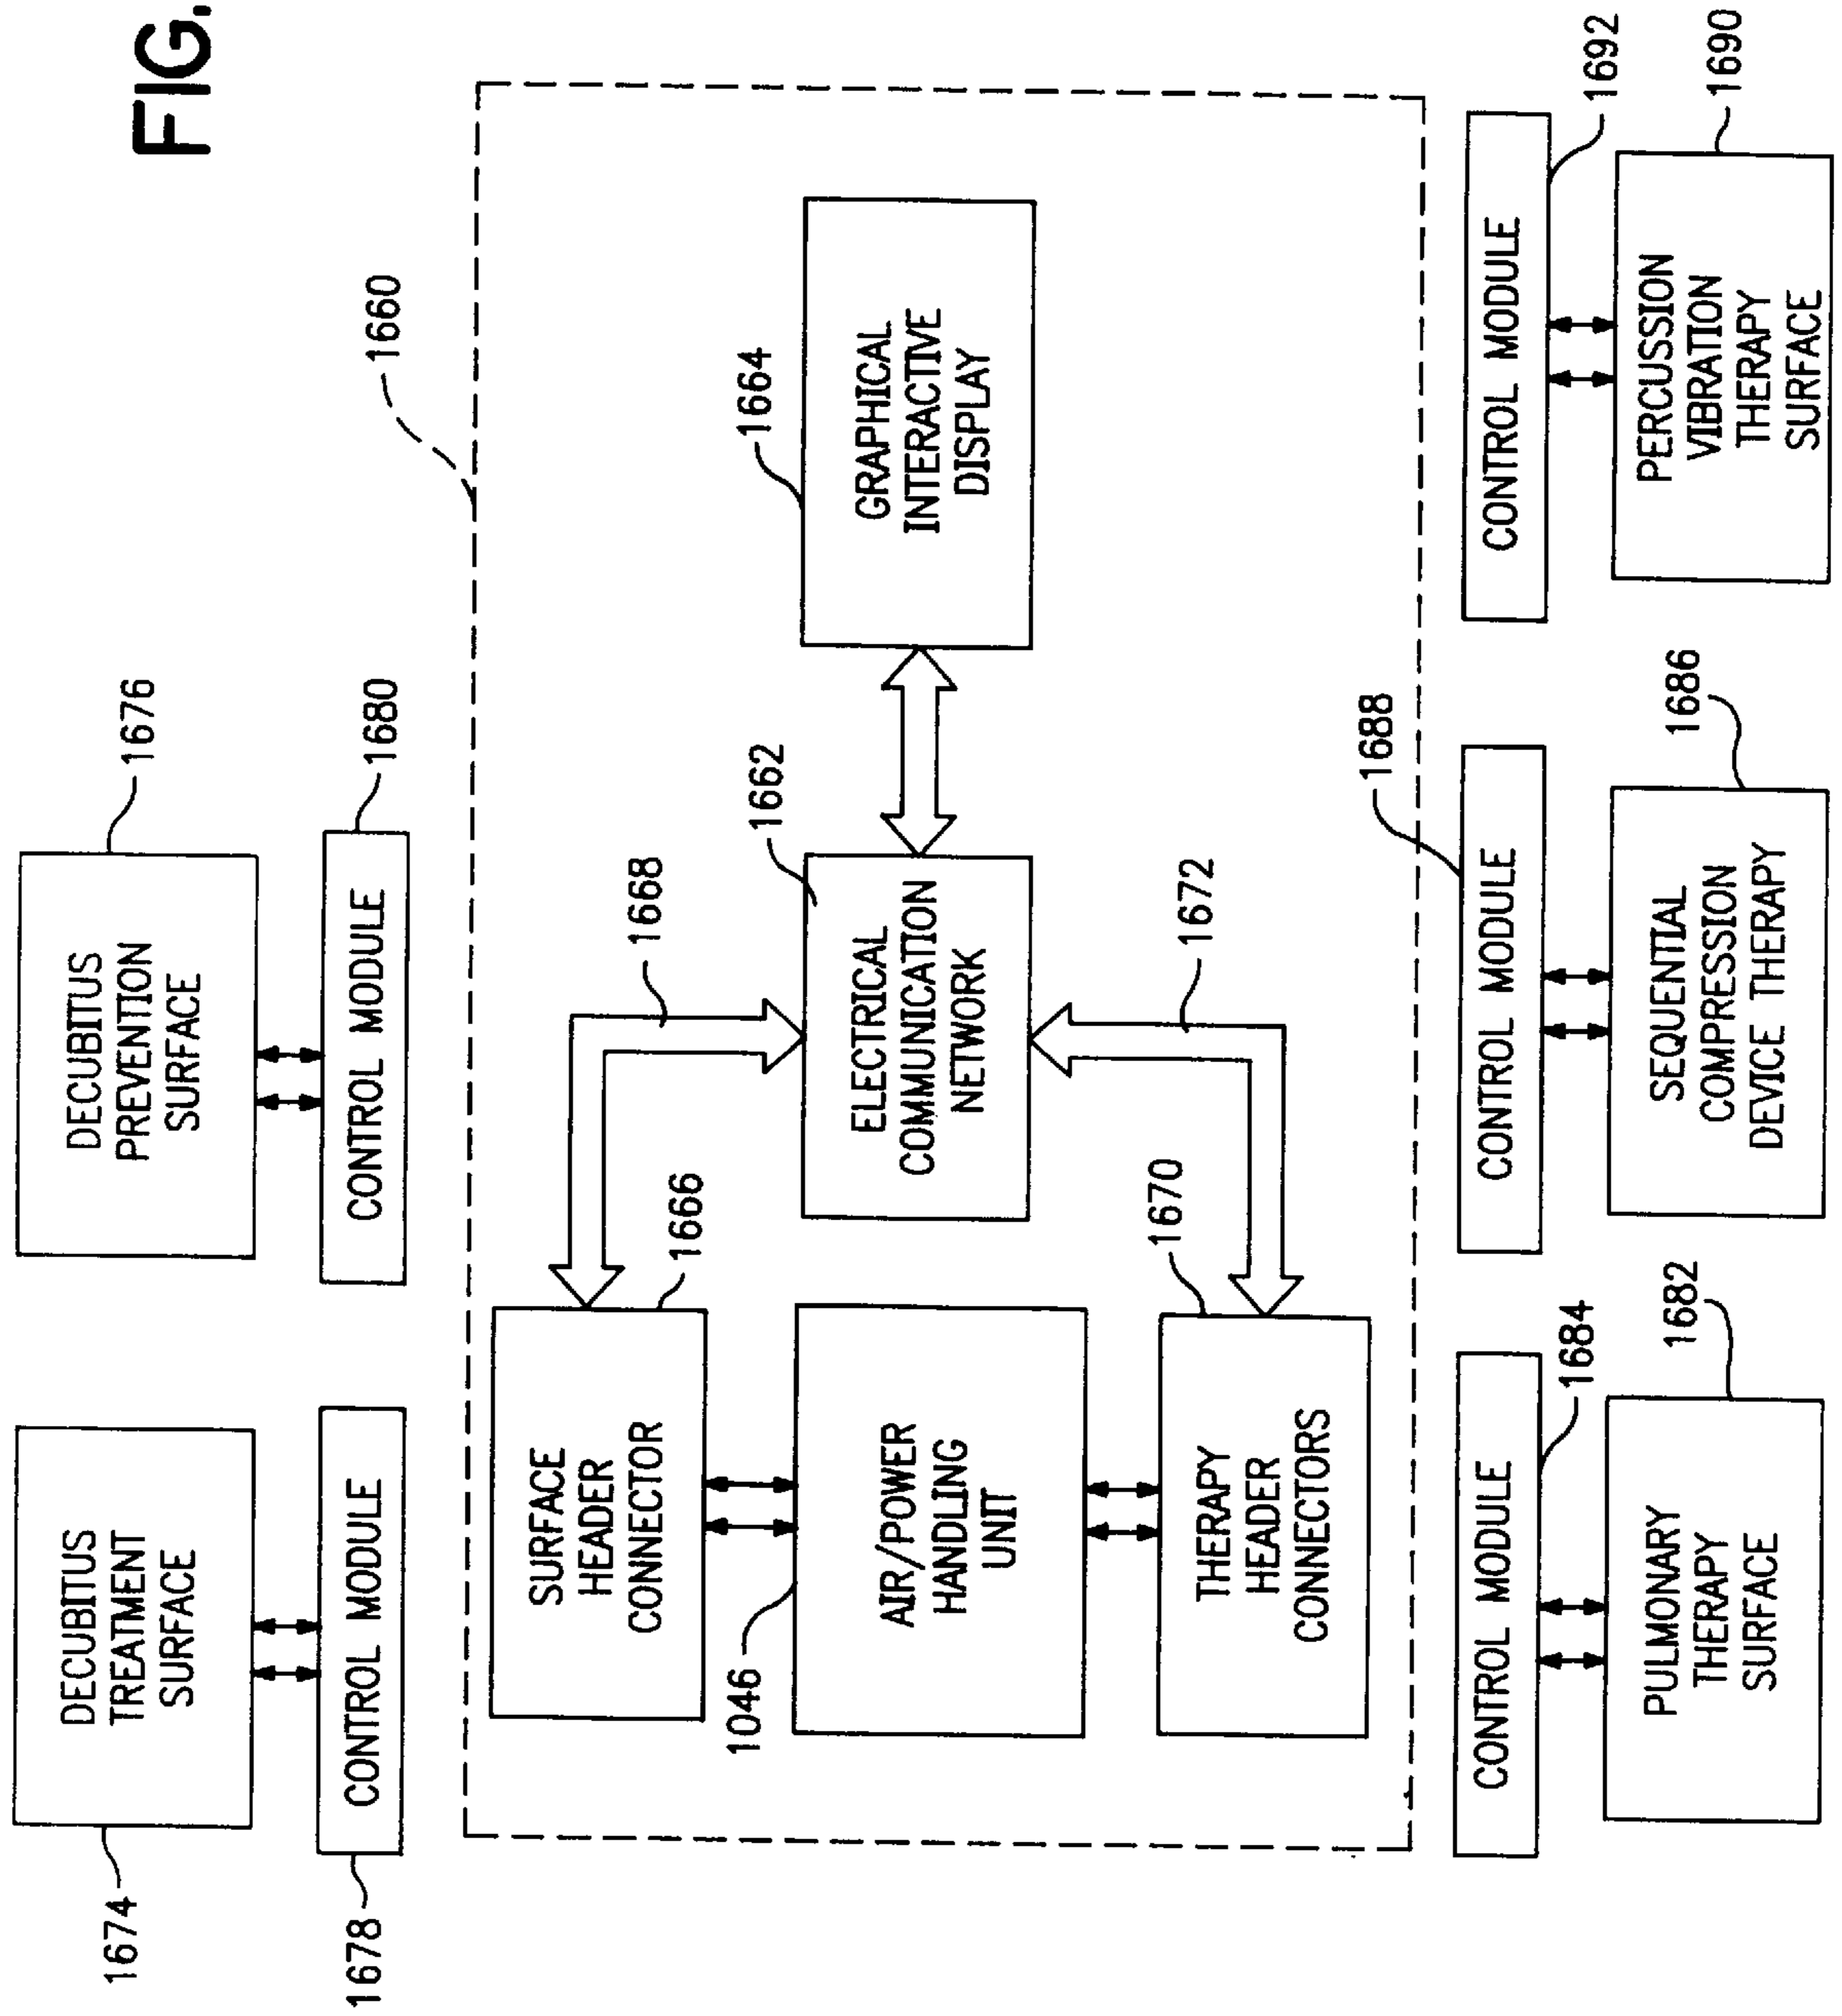 FIG.
DECUBITUS
TREATMENT
SURFACE
1674
CONTROL MODULE
1678
DECUBITUS
PREVENTION
SURFACE
1676
CONTROL MODULE
1680
1660
SURFACE
HEADER
CONNECTOR
1666
1668
AIR/POWER
HANDLING
UNIT
1046
ELECTRICAL
COMMUNICATION
NETWORK
1662
GRAPHICAL
INTERACTIVE
DISPLAY
1664
THERAPY
HEADER
CONNECTORS
1670
1672
CONTROL MODULE
1684
PULMONARY
THERAPY
SURFACE
1682
CONTROL MODULE
1688
SEQUENTIAL
COMPRESSION
DEVICE THERAPY
1686
CONTROL MODULE
1692
PERCUSSION
VIBRATION
THERAPY
SURFACE
1690